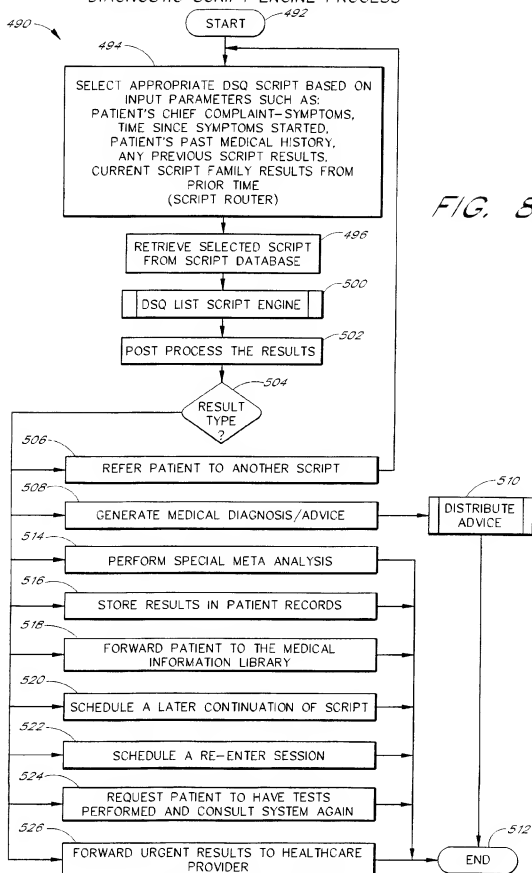 DIAGNOSTIC SCRIPT ENGINE PROCESS
490
START
492
494
SELECT APPROPRIATE DSQ SCRIPT BASED ON
INPUT PARAMETERS SUCH AS:
PATIENT'S CHIEF COMPLAINT-SYMPTOMS,
TIME SINCE SYMPTOMS STARTED,
PATIENT'S PAST MEDICAL HISTORY,
ANY PREVIOUS SCRIPT RESULTS,
CURRENT SCRIPT FAMILY RESULTS FROM
PRIOR TIME
(SCRIPT ROUTER)
FIG. 8
496
RETRIEVE SELECTED SCRIPT
FROM SCRIPT DATABASE
500
DSQ LIST SCRIPT ENGINE
502
POST PROCESS THE RESULTS
504
RESULT
TYPE
?
506
REFER PATIENT TO ANOTHER SCRIPT
508
GENERATE MEDICAL DIAGNOSIS/ADVICE
510
DISTRIBUTE
ADVICE
514
PERFORM SPECIAL META ANALYSIS
516
STORE RESULTS IN PATIENT RECORDS
518
FORWARD PATIENT TO THE MEDICAL
INFORMATION LIBRARY
520
SCHEDULE A LATER CONTINUATION OF SCRIPT
522
SCHEDULE A RE-ENTER SESSION
524
REQUEST PATIENT TO HAVE TESTS
PERFORMED AND CONSULT SYSTEM AGAIN
526
FORWARD URGENT RESULTS TO HEALTHCARE
PROVIDER
512
END